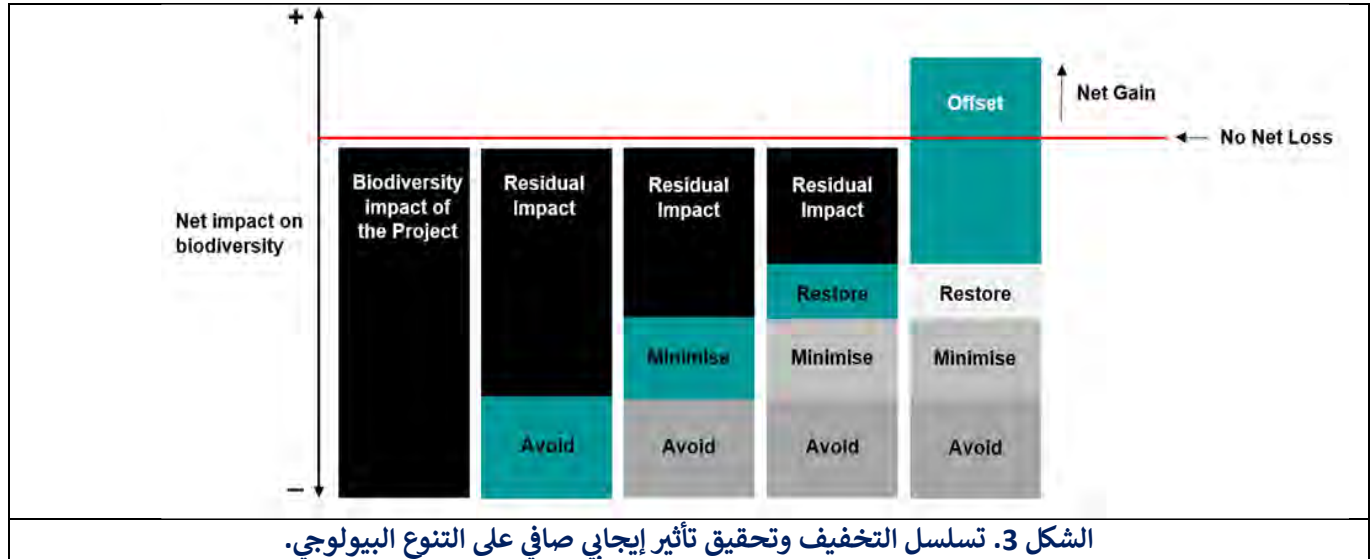 +
Net impact on
biodiversity
−
Biodiversity
impact of
the Project
Residual
Impact
Avoid
Residual
Impact
Minimise
Avoid
Residual
Impact
Restore
Minimise
Avoid
Offset
Restore
Minimise
Avoid
Net Gain
No Net Loss
الشكل 3. تسلسل التخفيف وتحقيق تأثير إيجابي صافي على التنوع البيولوجي.